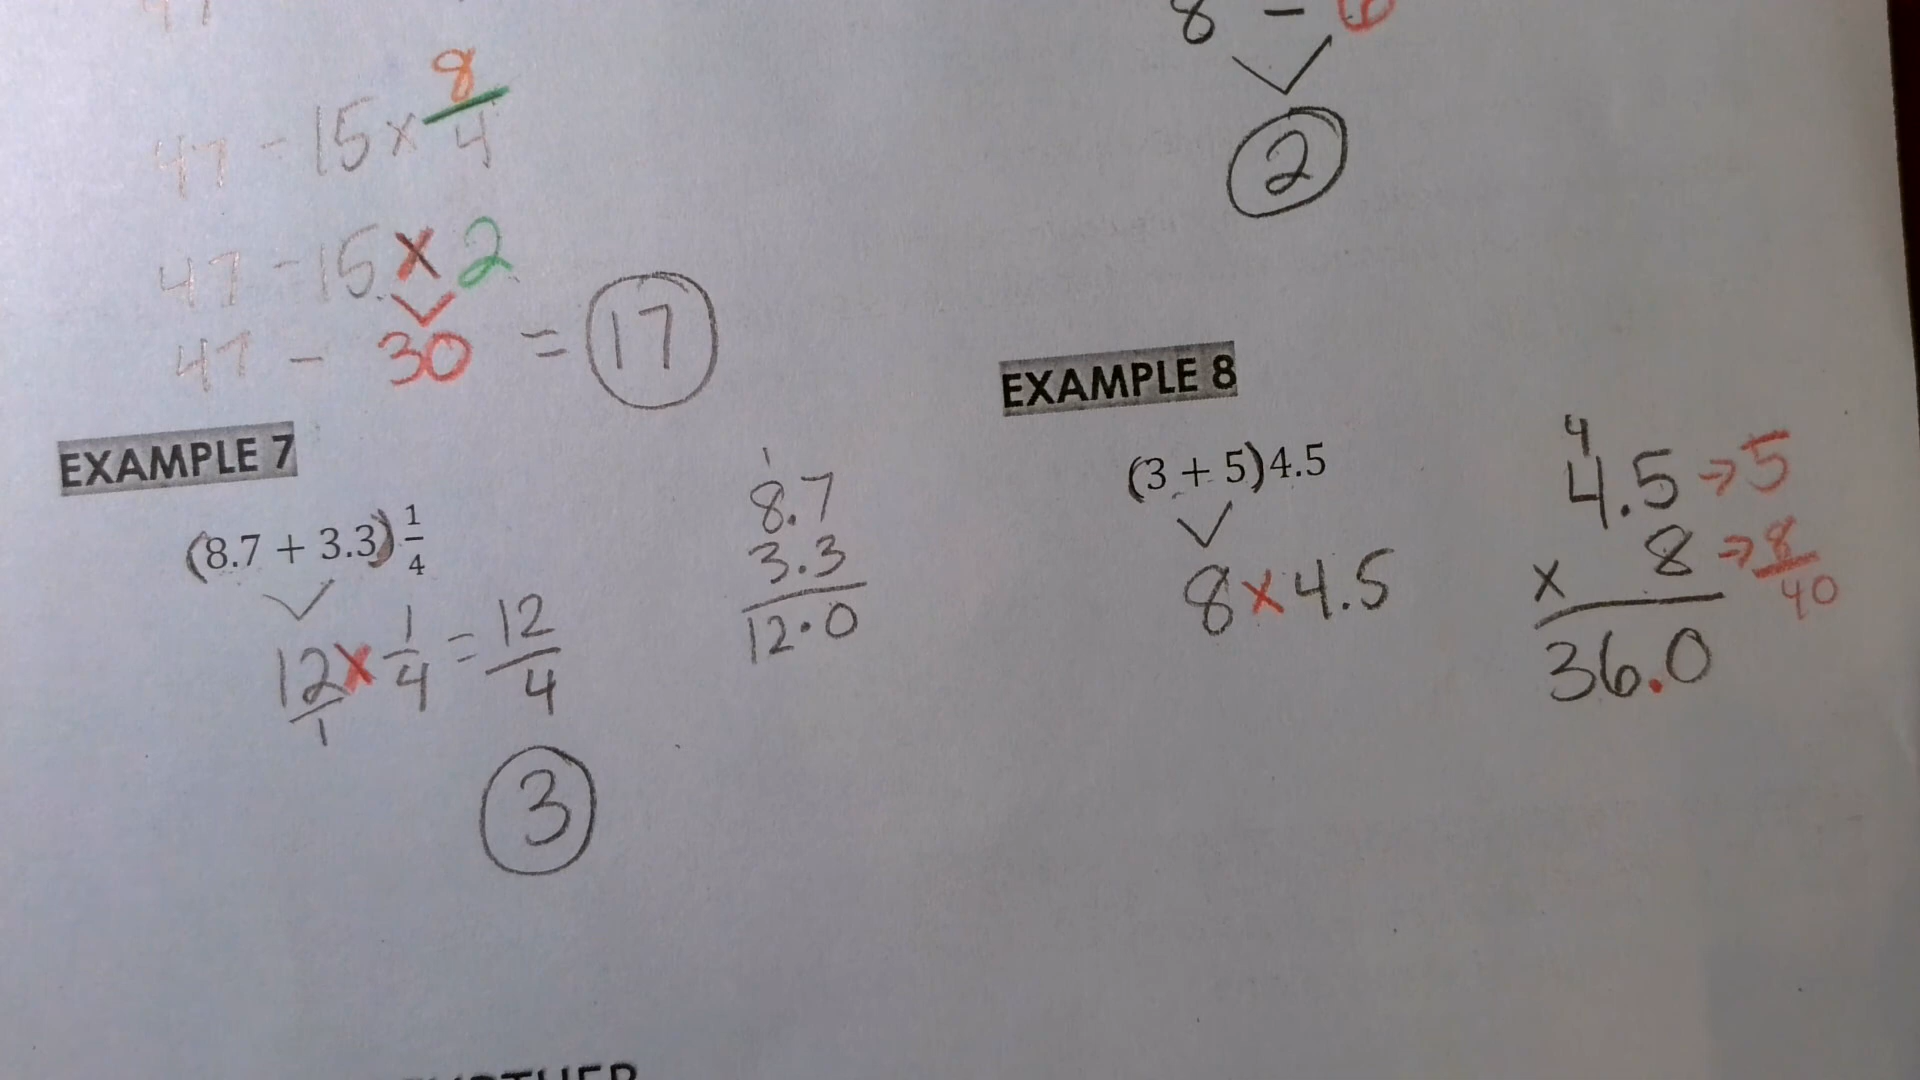 47 - 15 × 8/4
47 - 15 × 2
47 - 30 = 17
8 - 6
2
EXAMPLE 7
(8.7 + 3.3) 1/4
12/1 × 1/4 = 12/4
3
1
8.7
3.3
12.0
EXAMPLE 8
(3 + 5)4.5
8 × 4.5
4
4.5 → 5
× 8 → 8
40
36.0